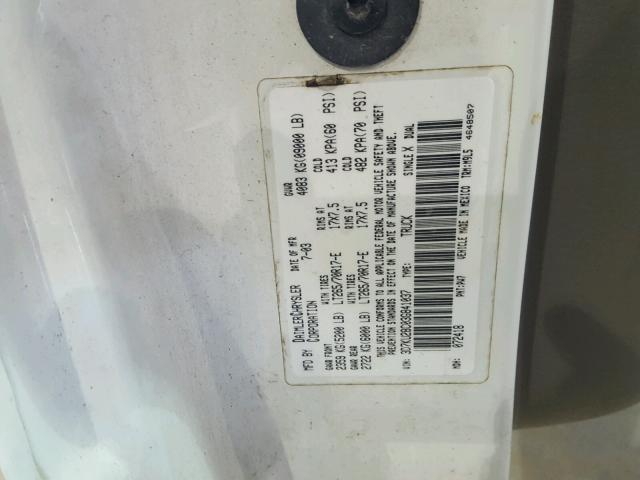 MFD BY DAIMLERCHRYSLER CORPORATION DATE OF MFR 7-03 GVWR 4083 KG(09000 LB)
GAWR FRONT WITH TIRES RIMS AT COLD
2359 KG(5200 LB) LT265/70R17-E 17X7.5 413 KPA(60 PSI)
GAWR REAR WITH TIRES RIMS AT COLD
2722 KG(6000 LB) LT265/70R17-E 17X7.5 482 KPA(70 PSI)
THIS VEHICLE CONFORMS TO ALL APPLICABLE FEDERAL MOTOR VEHICLE SAFETY AND THEFT
PREVENTION STANDARDS IN EFFECT ON THE DATE OF MANUFACTURE SHOWN ABOVE.
VIN: TYPE: TRUCK SINGLE X DUAL
MDH: 072418 PNT:PW7 VEHICLE MADE IN MEXICO TRM:M9L5 4648507